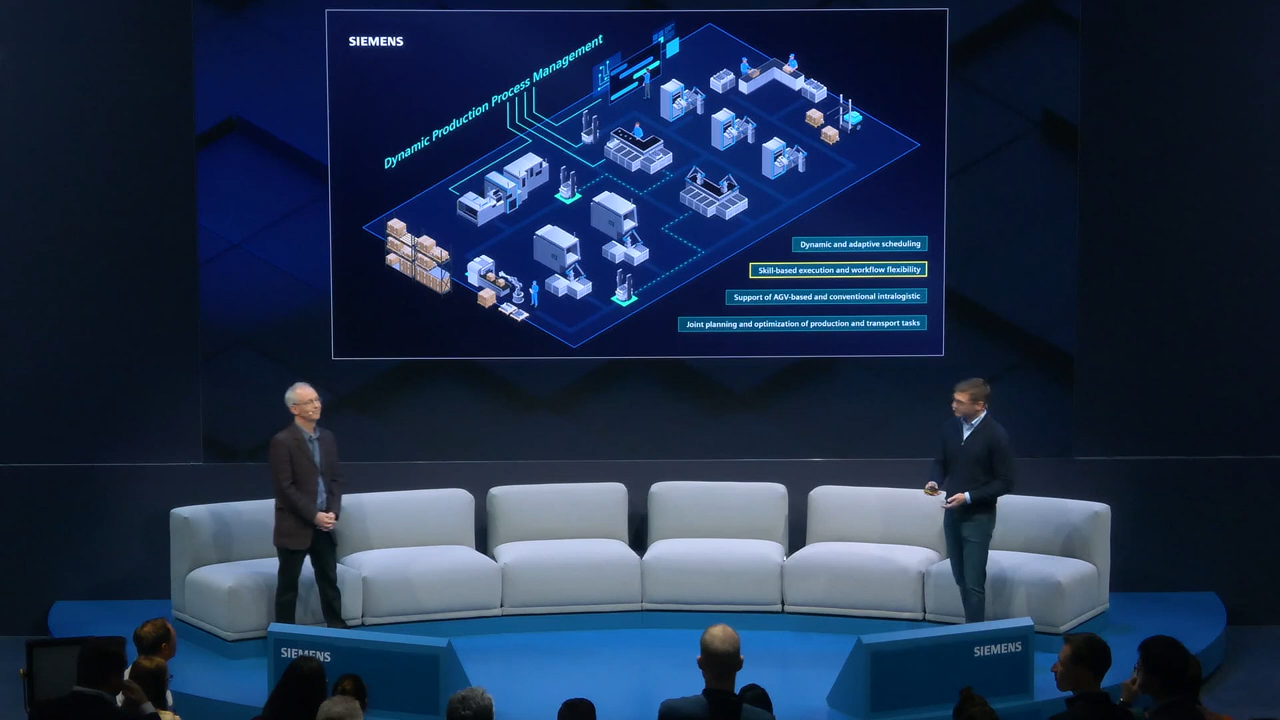 SIEMENS
Dynamic Production Process Management
Dynamic and adaptive scheduling
Skill-based execution and workflow flexibility
Support of AGV-based and conventional intralogistic
Joint planning and optimization of production and transport tasks
SIEMENS
SIEMENS